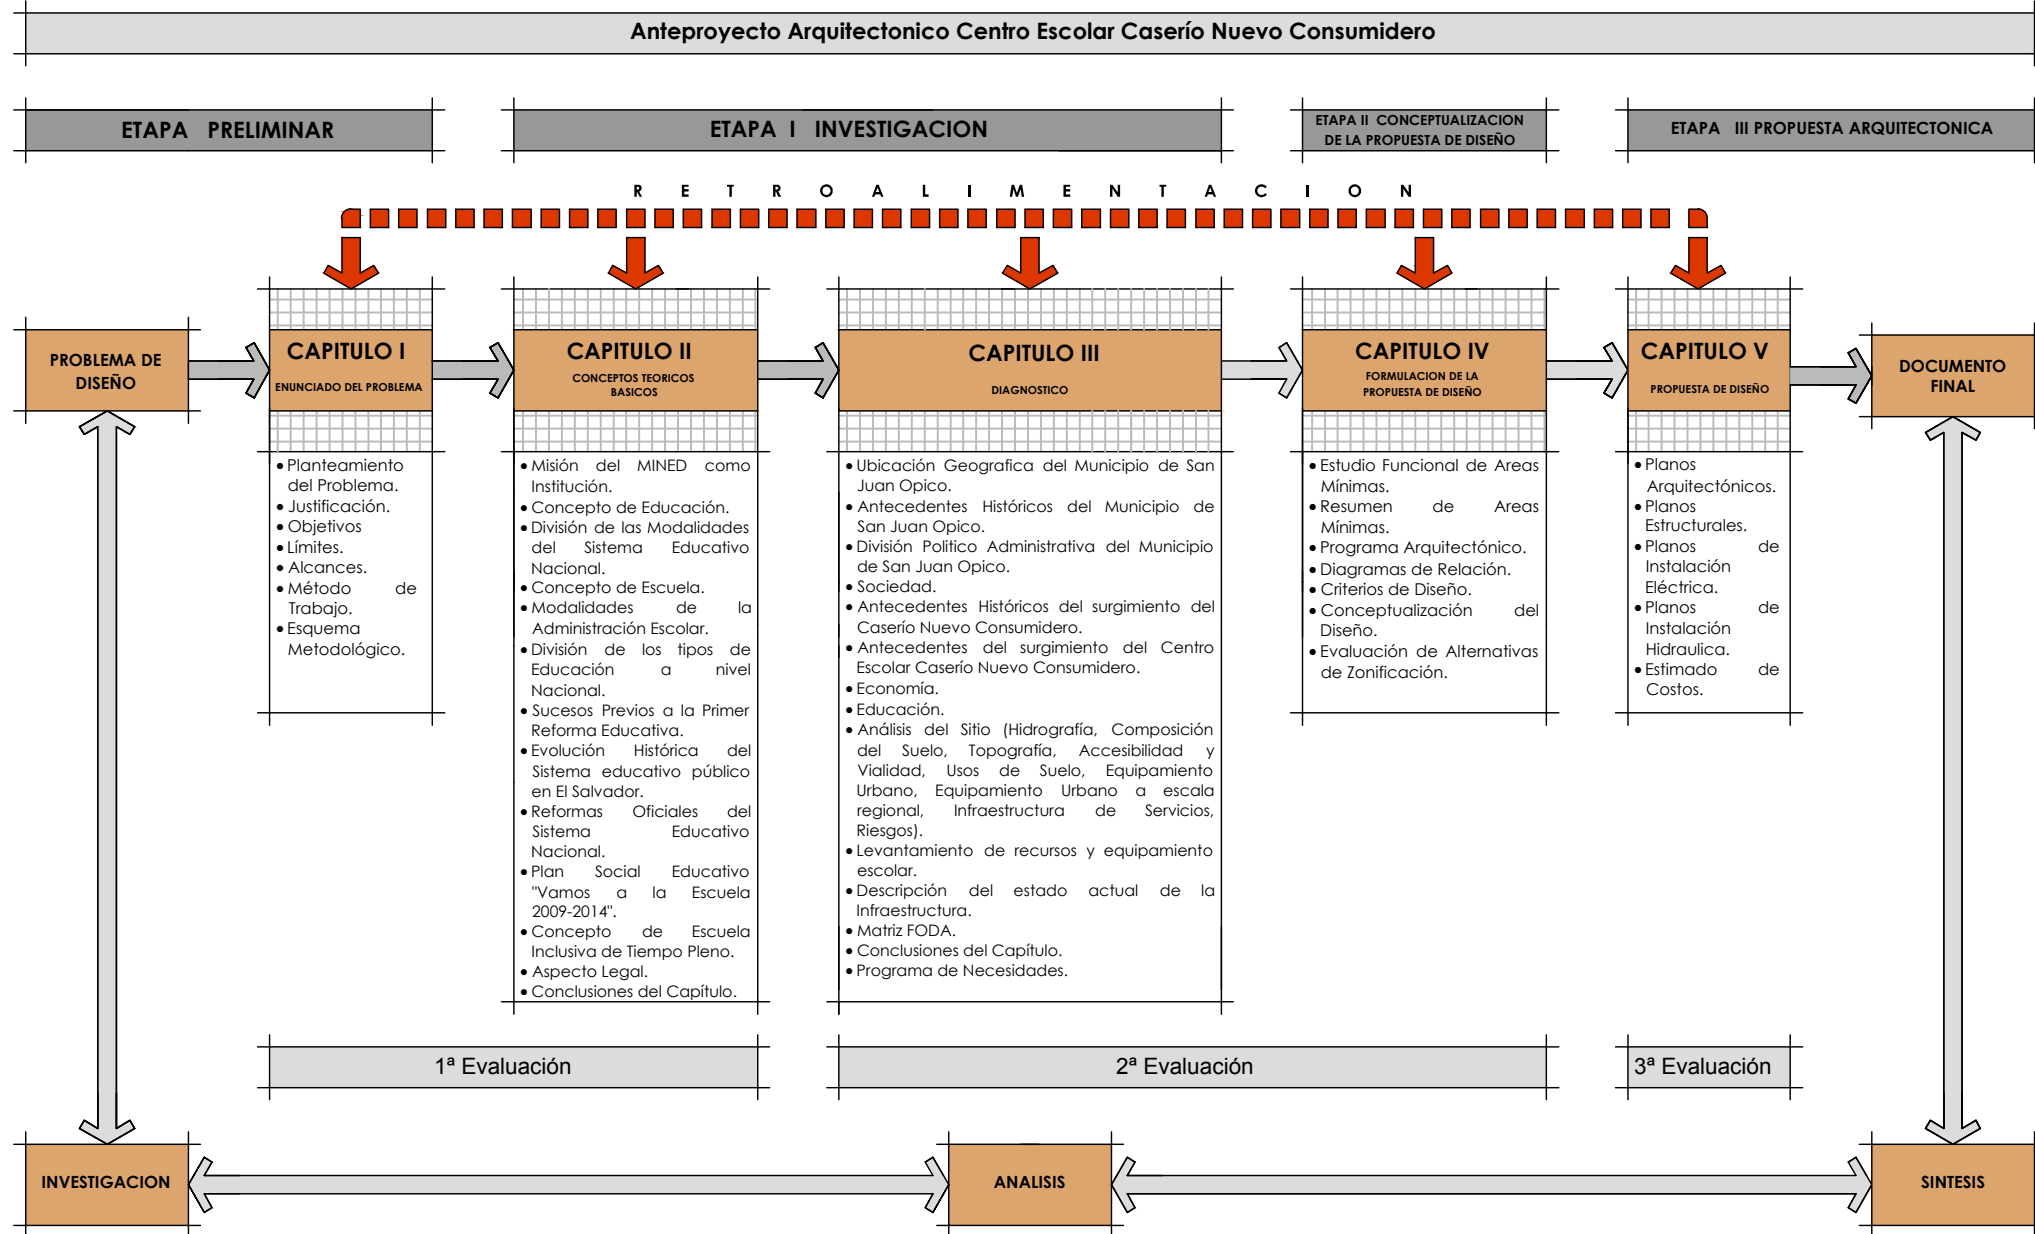 Anteproyecto Arquitectonico Centro Escolar Caserío Nuevo Consumidero
ETAPA PRELIMINAR
ETAPA I INVESTIGACION
ETAPA II CONCEPTUALIZACION
DE LA PROPUESTA DE DISEÑO
ETAPA III PROPUESTA ARQUITECTONICA
RETROALIMENTACION
PROBLEMA DE
DISEÑO
CAPITULO I
ENUNCIADO DEL PROBLEMA
CAPITULO II
CONCEPTOS TEORICOS
BASICOS
CAPITULO III
DIAGNOSTICO
CAPITULO IV
FORMULACION DE LA
PROPUESTA DE DISEÑO
CAPITULO V
PROPUESTA DE DISEÑO
DOCUMENTO
FINAL
• Planteamiento
del Problema.
• Justificación.
• Objetivos
• Límites.
• Alcances.
• Método de
Trabajo.
• Esquema
Metodológico.
• Misión del MINED como
Institución.
• Concepto de Educación.
• División de las Modalidades
del Sistema Educativo
Nacional.
• Concepto de Escuela.
• Modalidades de la
Administración Escolar.
• División de los tipos de
Educación a nivel
Nacional.
• Sucesos Previos a la Primer
Reforma Educativa.
• Evolución Histórica del
Sistema educativo público
en El Salvador.
• Reformas Oficiales del
Sistema Educativo
Nacional.
• Plan Social Educativo
"Vamos a la Escuela
2009-2014".
• Concepto de Escuela
Inclusiva de Tiempo Pleno.
• Aspecto Legal.
• Conclusiones del Capítulo.
• Ubicación Geografica del Municipio de San
Juan Opico.
• Antecedentes Históricos del Municipio de
San Juan Opico.
• División Politico Administrativa del Municipio
de San Juan Opico.
• Sociedad.
• Antecedentes Históricos del surgimiento del
Caserío Nuevo Consumidero.
• Antecedentes del surgimiento del Centro
Escolar Caserío Nuevo Consumidero.
• Economía.
• Educación.
• Análisis del Sitio (Hidrografía, Composición
del Suelo, Topografía, Accesibilidad y
Vialidad, Usos de Suelo, Equipamiento
Urbano, Equipamiento Urbano a escala
regional, Infraestructura de Servicios,
Riesgos).
• Levantamiento de recursos y equipamiento
escolar.
• Descripción del estado actual de la
Infraestructura.
• Matriz FODA.
• Conclusiones del Capítulo.
• Programa de Necesidades.
• Estudio Funcional de Areas
Mínimas.
• Resumen de Areas
Mínimas.
• Programa Arquitectónico.
• Diagramas de Relación.
• Criterios de Diseño.
• Conceptualización del
Diseño.
• Evaluación de Alternativas
de Zonificación.
• Planos
Arquitectónicos.
• Planos
Estructurales.
• Planos de
Instalación
Eléctrica.
• Planos de
Instalación
Hidraulica.
• Estimado de
Costos.
1ª Evaluación
2ª Evaluación
3ª Evaluación
INVESTIGACION
ANALISIS
SINTESIS